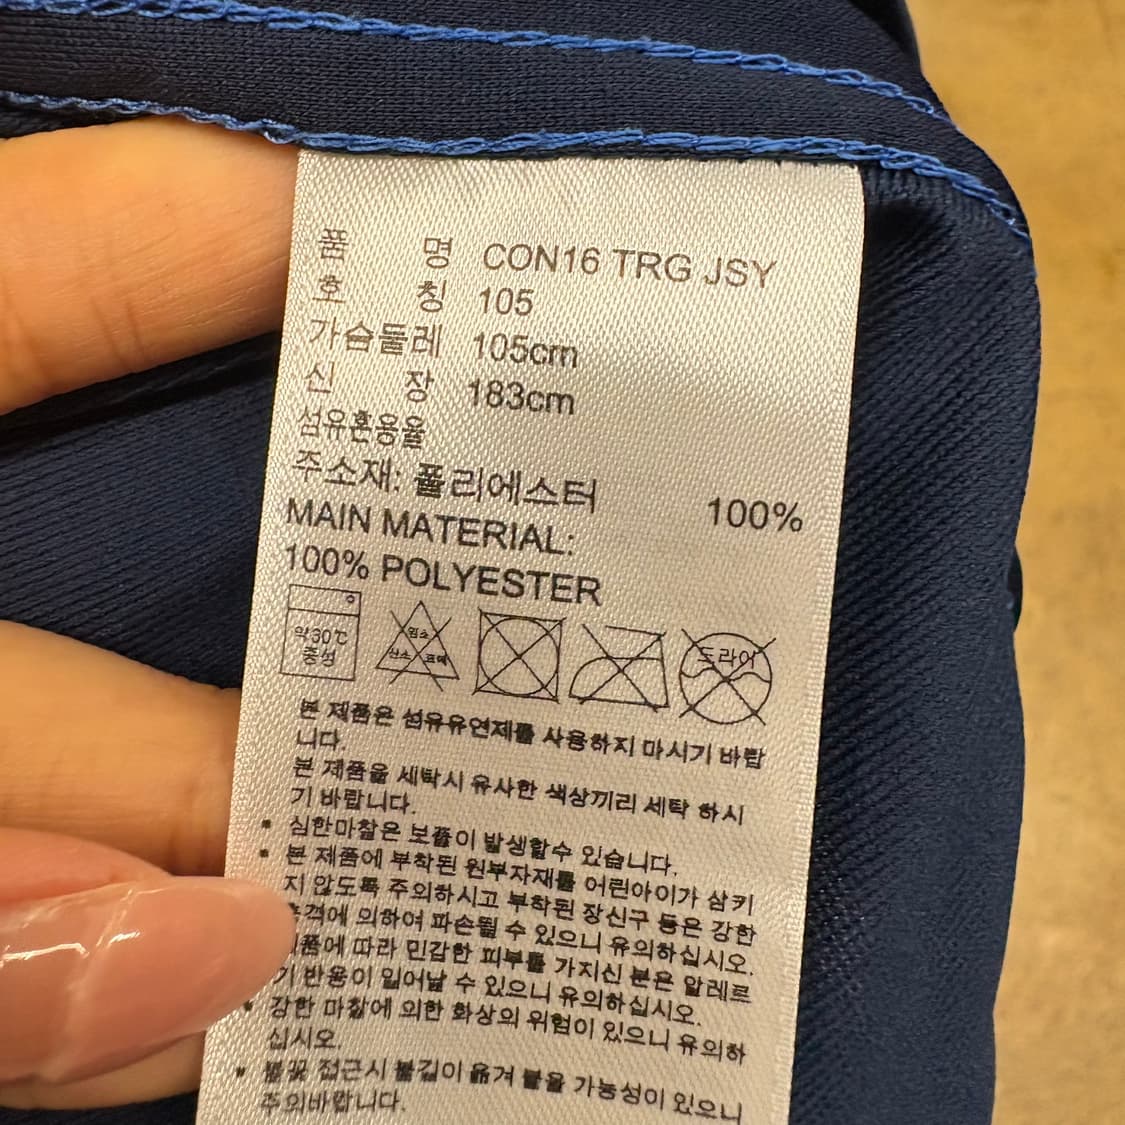 품 명 CON16 TRG JSY
호 칭 105
가슴둘레 105cm
신 장 183cm
섬유혼용율
주소재: 폴리에스터 100%
MAIN MATERIAL:
100% POLYESTER
약30℃
중성
염소
산소 표백
드라이
본 제품은 섬유유연제를 사용하지 마시기 바랍
니다.
본 제품을 세탁시 유사한 색상끼리 세탁 하시
기 바랍니다.
• 심한마찰은 보풀이 발생할수 있습니다.
• 본 제품에 부착된 원부자재를 어린아이가 삼키
지 않도록 주의하시고 부착된 장신구 등은 강한
충격에 의하여 파손될 수 있으니 유의하십시오.
제품에 따라 민감한 피부를 가지신 분은 알레르
기 반응이 일어날 수 있으니 유의하십시오.
• 강한 마찰에 의한 화상의 위험이 있으니 유의하
십시오.
• 불꽃 접근시 불길이 옮겨 붙을 가능성이 있으니
주의바랍니다.